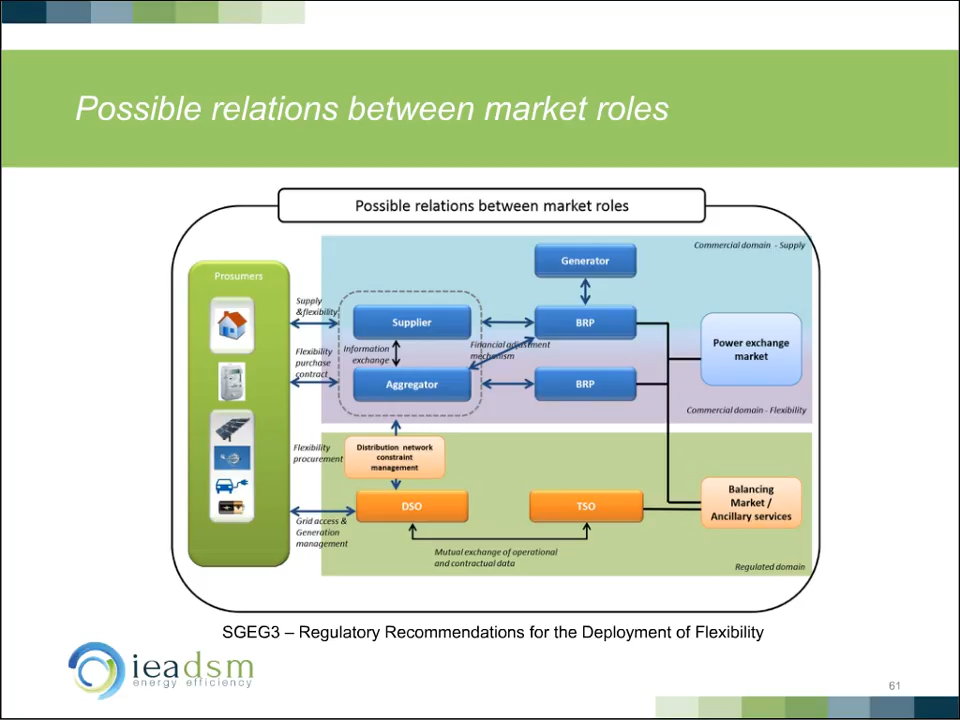 Possible relations between market roles
Possible relations between market roles
Commercial domain - Supply
Prosumers
Generator
Supply
&flexibility
Supplier
BRP
Power exchange
market
Flexibility
purchase
contract
Information
exchange
Financial adjustment
mechanism
Aggregator
BRP
Commercial domain - Flexibility
Flexibility
procurement
Distribution network
constraint
management
DSO
TSO
Balancing
Market /
Ancillary services
Grid access &
Generation
management
Mutual exchange of operational
and contractual data
Regulated domain
SGEG3 – Regulatory Recommendations for the Deployment of Flexibility
ieadsm
energy efficiency
61